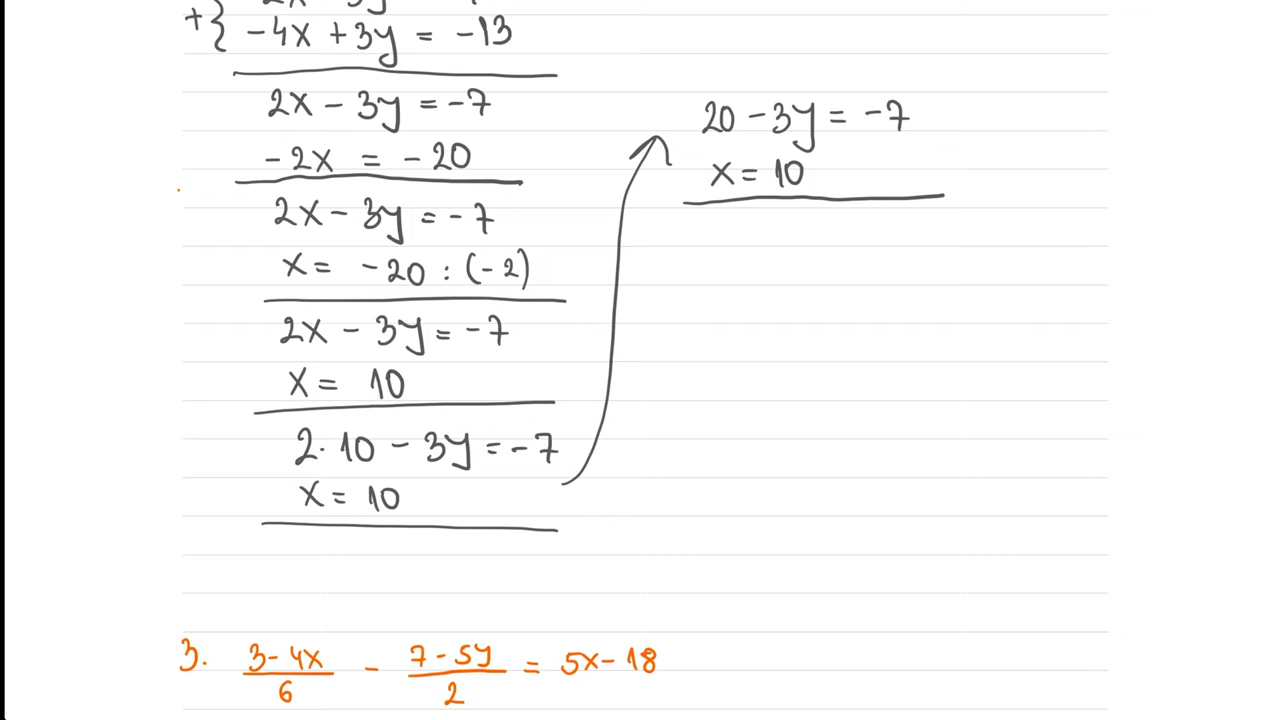 +{ -4x + 3y = -13
2x - 3y = -7
-2x = -20
2x - 3y = -7
x = -20 : (-2)
2x - 3y = -7
x = 10
2 · 10 - 3y = -7
x = 10
20 - 3y = -7
x = 10
3. (3 - 4x)/6 - (7 - 5y)/2 = 5x - 18